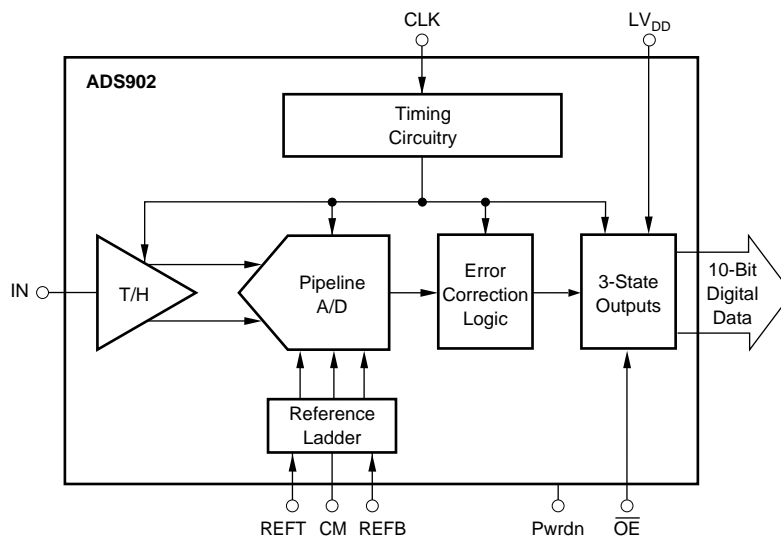 CLK
LVDD
ADS902
Timing
Circuitry
IN
T/H
Pipeline
A/D
Error
Correction
Logic
3-State
Outputs
10-Bit
Digital
Data
Reference
Ladder
REFT
CM
REFB
Pwrdn
OE